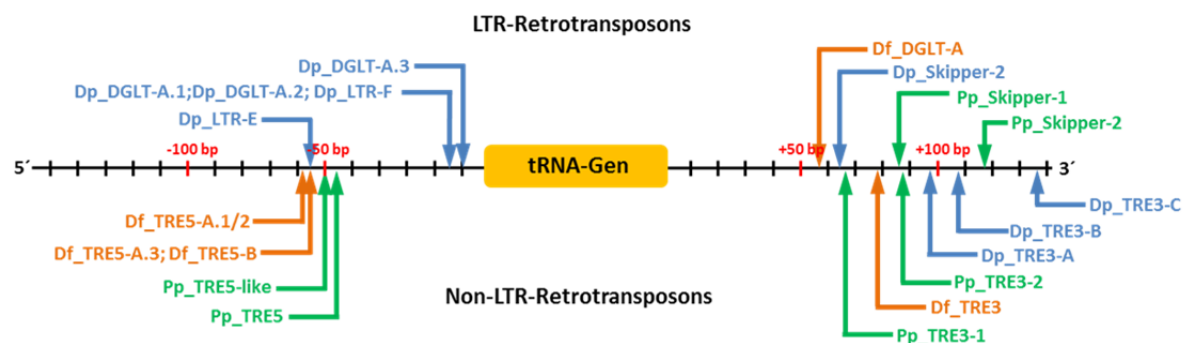 LTR-Retrotransposons
Df_DGLT-A
Dp_DGLT-A.3
Dp_Skipper-2
Dp_DGLT-A.1;Dp_DGLT-A.2; Dp_LTR-F
Pp_Skipper-1
Dp_LTR-E
Pp_Skipper-2
-100 bp
-50 bp
+50 bp
+100 bp
5´
tRNA-Gen
3´
Dp_TRE3-C
Df_TRE5-A.1/2
Dp_TRE3-B
Df_TRE5-A.3; Df_TRE5-B
Dp_TRE3-A
Pp_TRE5-like
Non-LTR-Retrotransposons
Pp_TRE3-2
Df_TRE3
Pp_TRE5
Pp_TRE3-1